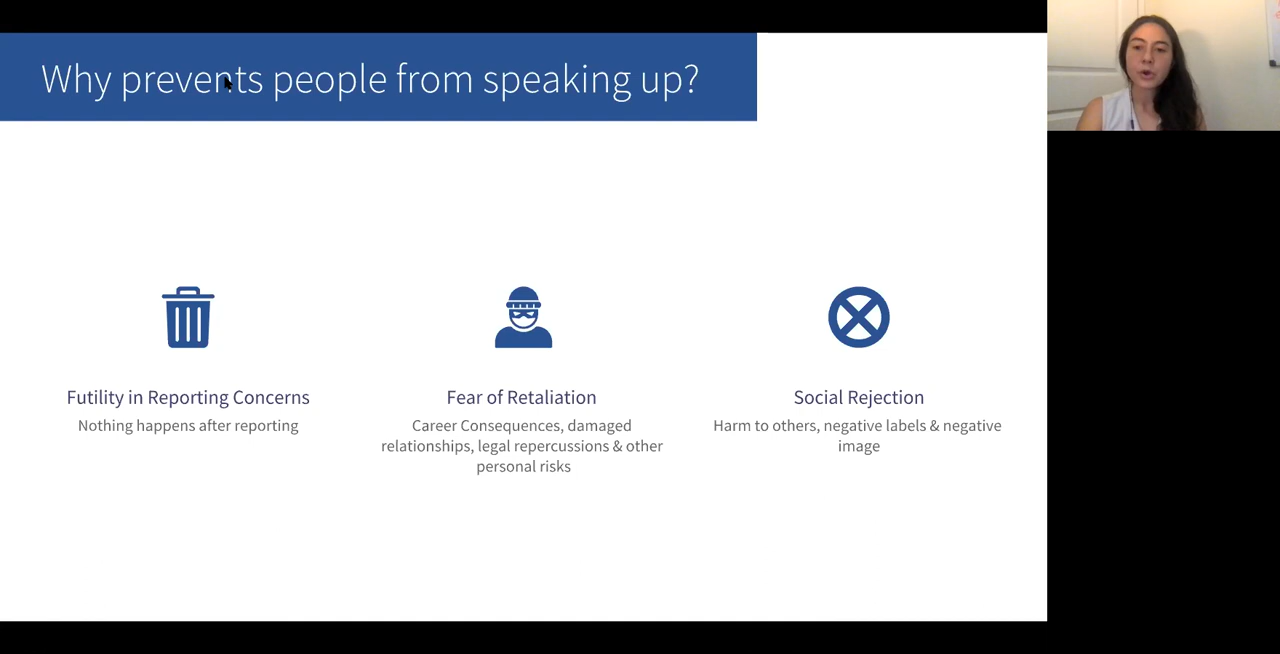 Why prevents people from speaking up?
Futility in Reporting Concerns
Nothing happens after reporting
Fear of Retaliation
Career Consequences, damaged
relationships, legal repercussions & other
personal risks
Social Rejection
Harm to others, negative labels & negative
image